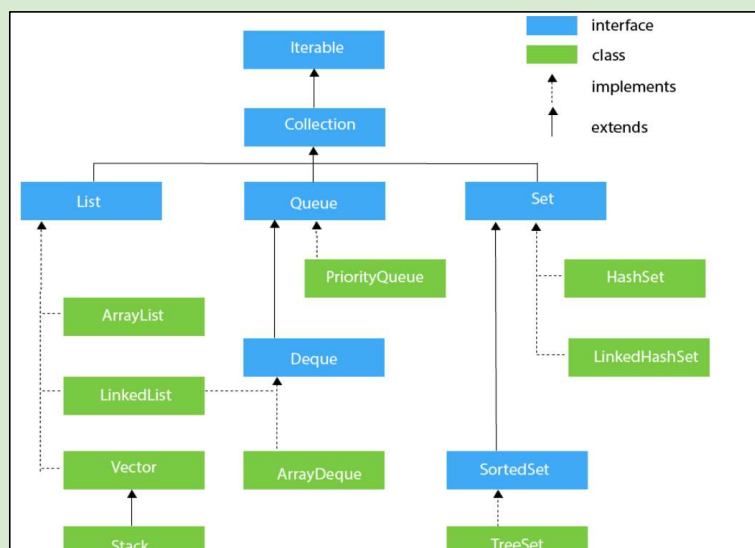 interface
Iterable
class
implements
Collection
extends
List
Queue
Set
PriorityQueue
HashSet
ArrayList
Deque
LinkedHashSet
LinkedList
Vector
ArrayDeque
SortedSet
Stack
TreeSet